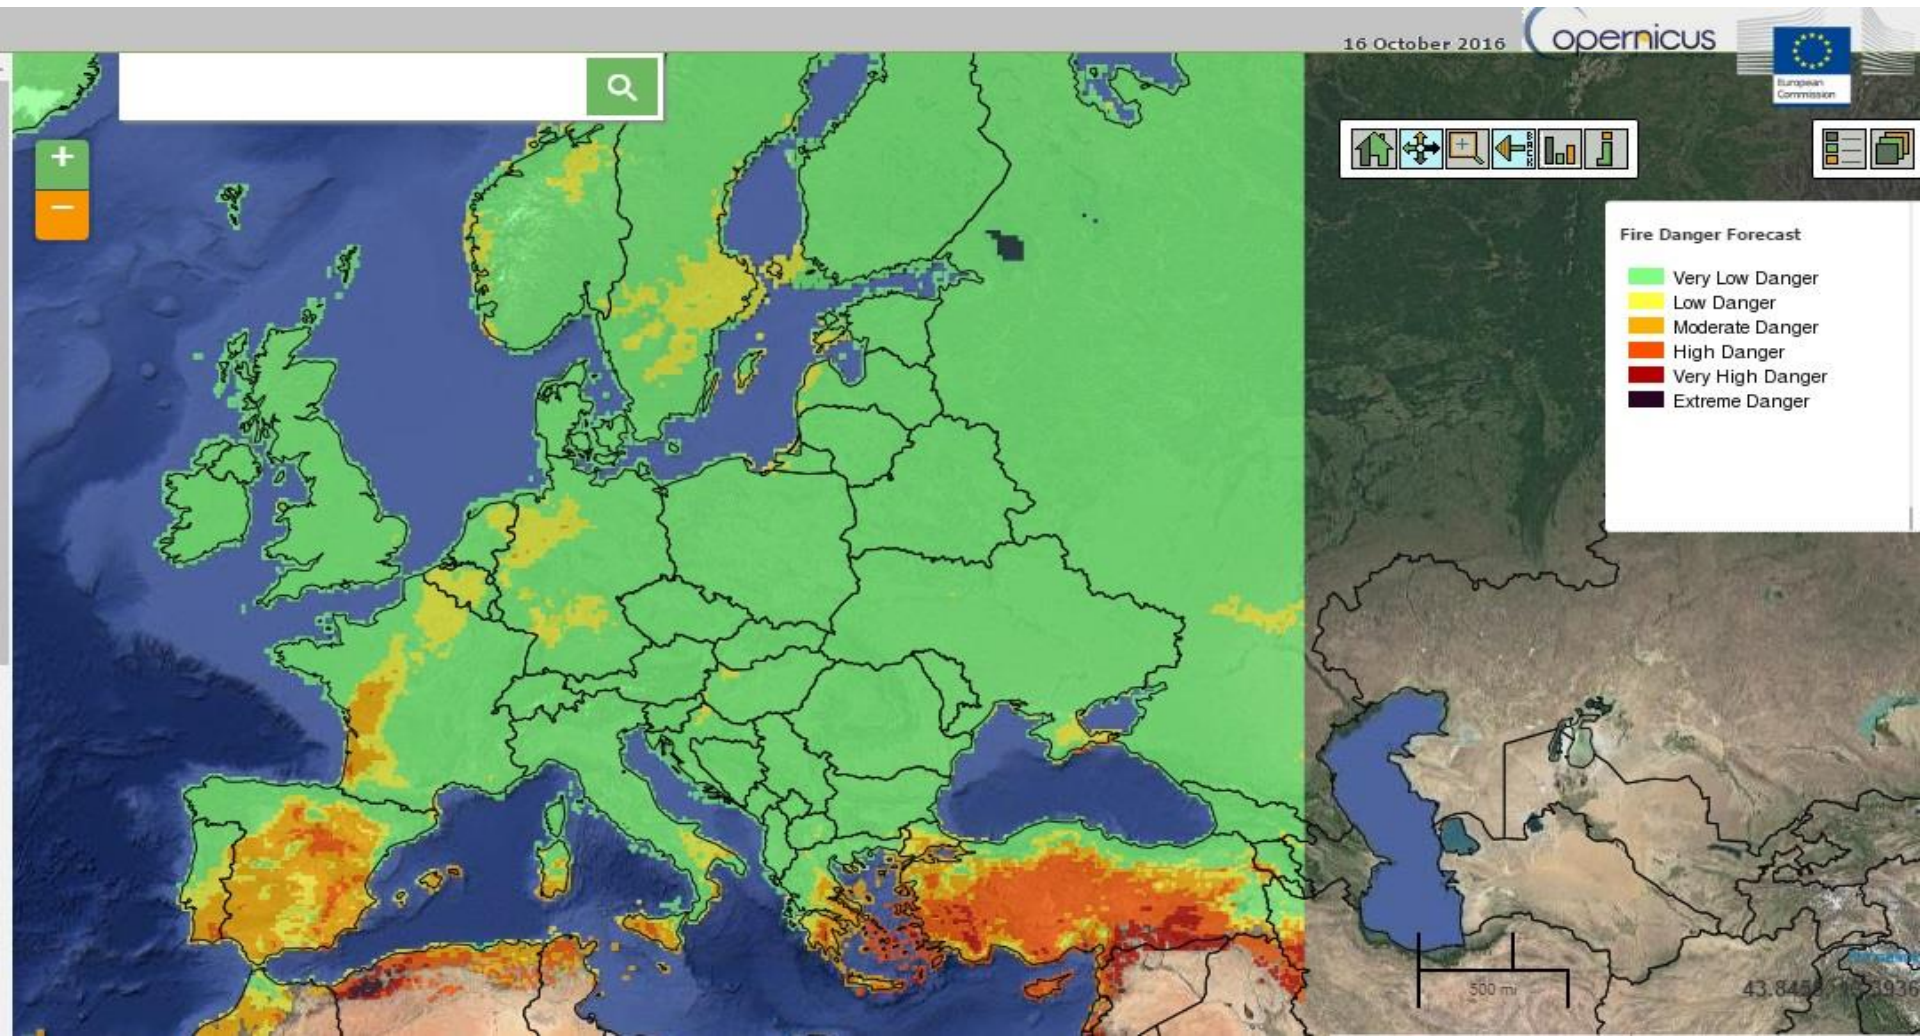 16 October 2016
opernicus
European
Commission
+
−
BACK
i
Fire Danger Forecast
Very Low Danger
Low Danger
Moderate Danger
High Danger
Very High Danger
Extreme Danger
500 mi